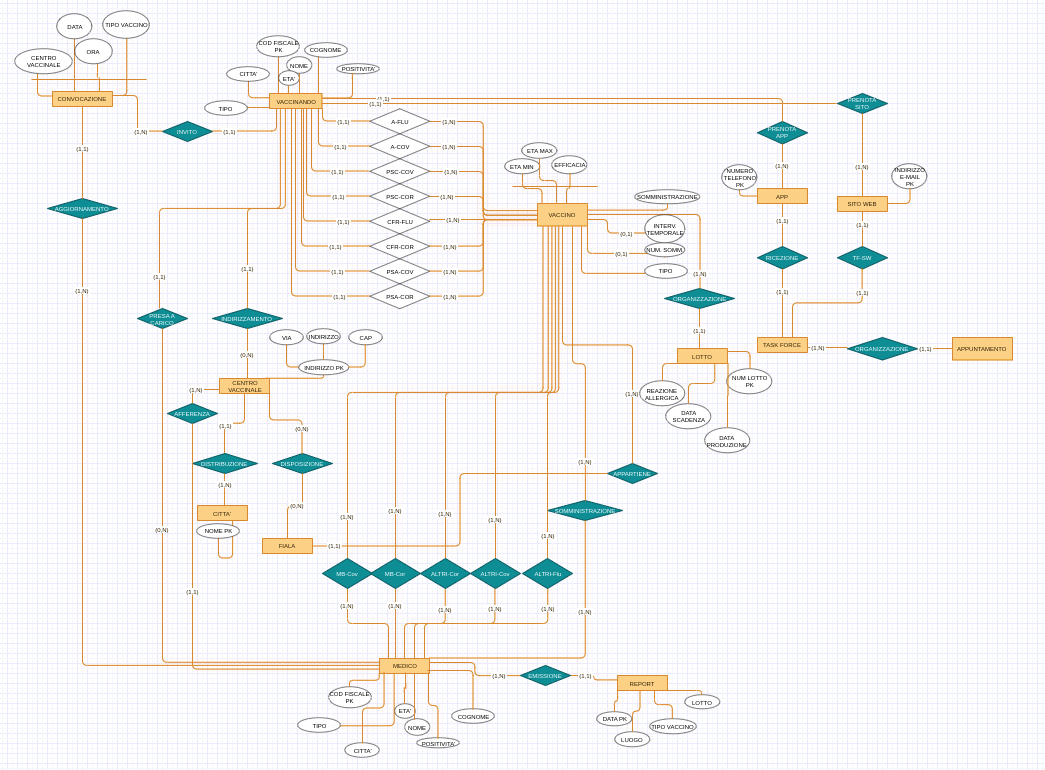 DATA
TIPO VACCINO
ORA
CENTRO
VACCINALE
CONVOCAZIONE
COD FISCALE
PK
COGNOME
NOME
CITTA'
ETA'
POSITIVITA'
TIPO
VACCINANDO
(1,1)
(1,1)
(1,N)
INVITO
(1,1)
(1,1)
A-FLU
(1,N)
(1,1)
A-COV
(1,N)
(1,1)
PSC-COV
(1,N)
(1,1)
PSC-COR
(1,N)
(1,1)
CFR-FLU
(1,N)
(1,1)
CFR-COR
(1,N)
(1,1)
PSA-COV
(1,N)
(1,1)
PSA-COR
(1,N)
(1,1)
AGGIORNAMENTO
(1,N)
ETA MAX
ETA MIN
EFFICACIA
VACCINO
SOMMINISTRAZIONE
INTERV.
TEMPORALE
(0,1)
NUM. SOMM.
(0,1)
TIPO
(1,N)
PRENOTA
SITO
PRENOTA
APP
(1,N)
(1,N)
NUMERO
TELEFONO
PK
INDIRIZZO
E-MAIL
PK
APP
SITO WEB
(1,1)
(1,1)
RICEZIONE
TF-SW
(1,1)
(1,1)
TASK FORCE
(1,N)
ORGANIZZAZIONE
(1,1)
APPUNTAMENTO
ORGANIZZAZIONE
(1,1)
LOTTO
REAZIONE
ALLERGICA
NUM LOTTO
PK
DATA
SCADENZA
DATA
PRODUZIONE
(1,1)
(1,1)
PRESA A
CARICO
INDIRIZZAMENTO
VIA
INDIRIZZO
CAP
(0,N)
INDIRIZZO PK
CENTRO
VACCINALE
(1,N)
AFFERENZA
(1,1)
(0,N)
DISTRIBUZIONE
DISPOSIZIONE
(1,N)
(0,N)
CITTA'
NOME PK
(0,N)
FIALA
(1,1)
(1,N)
APPARTIENE
(1,N)
SOMMINISTRAZIONE
(1,N)
(1,N)
(1,N)
(1,N)
(1,N)
MB-Cov
MB-Cor
ALTRI-Cor
ALTRI-Cov
ALTRI-Flu
(1,1)
(1,N)
(1,N)
(1,N)
(1,N)
(1,N)
(1,N)
MEDICO
(1,N)
EMISSIONE
(1,1)
REPORT
COD FISCALE
PK
TIPO
CITTA'
ETA'
NOME
POSITIVITA'
COGNOME
LOTTO
DATA PK
LUOGO
TIPO VACCINO